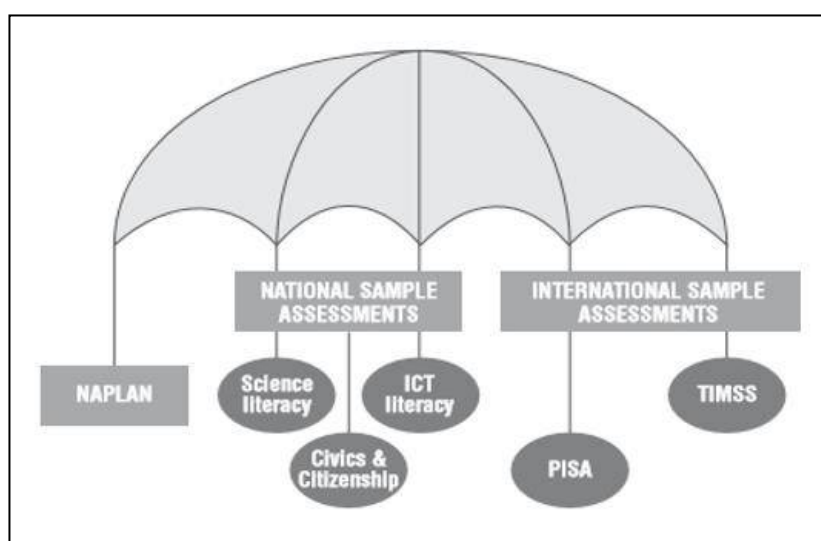 NATIONAL SAMPLE
ASSESSMENTS
INTERNATIONAL SAMPLE
ASSESSMENTS
NAPLAN
Science
literacy
ICT
literacy
TIMSS
Civics &
Citizenship
PISA